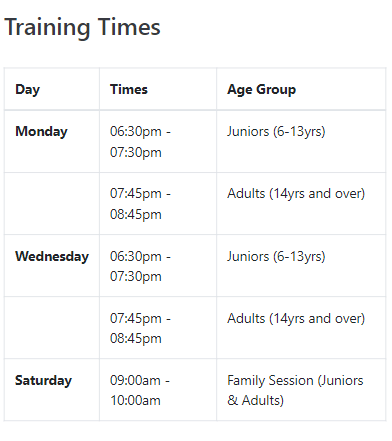 Training Times
Day Times Age Group
Monday 06:30pm - Juniors (6-13yrs)
07:30pm
07:45pm - Adults (14yrs and over)
08:45pm
Wednesday 06:30pm - Juniors (6-13yrs)
07:30pm
07:45pm - Adults (14yrs and over)
08:45pm
Saturday 09:00am - Family Session (Juniors
10:00am & Adults)